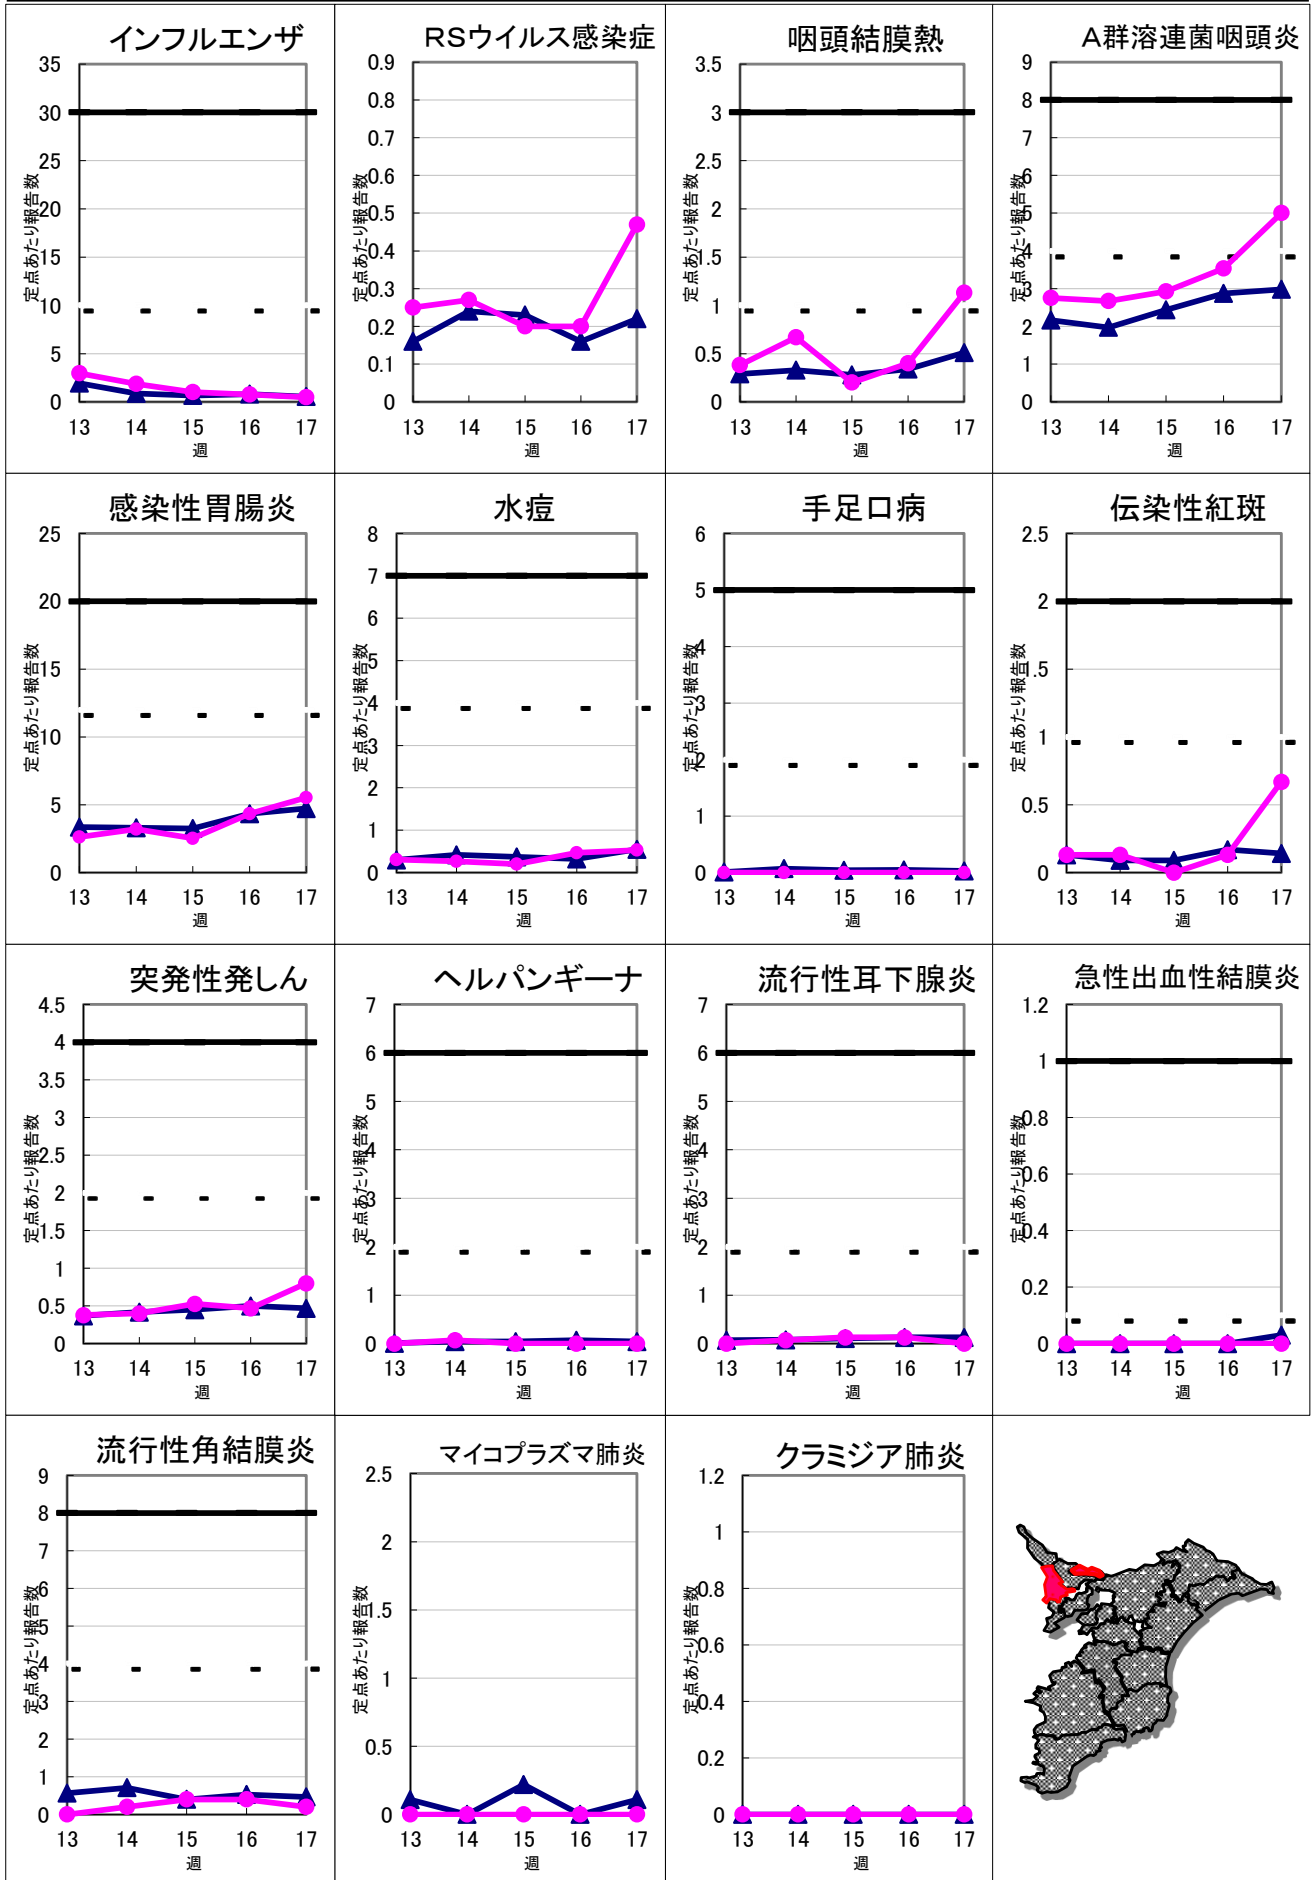 インフルエンザ
35
30
25
20
15
10
5
0
定点あたり報告数
13 14 15 16 17
週
RSウイルス感染症
0.9
0.8
0.7
0.6
0.5
0.4
0.3
0.2
0.1
0
定点あたり報告数
13 14 15 16 17
週
咽頭結膜熱
3.5
3
2.5
2
1.5
1
0.5
0
定点あたり報告数
13 14 15 16 17
週
A群溶連菌咽頭炎
9
8
7
6
5
4
3
2
1
0
定点あたり報告数
13 14 15 16 17
週
感染性胃腸炎
25
20
15
10
5
0
定点あたり報告数
13 14 15 16 17
週
水痘
8
7
6
5
4
3
2
1
0
定点あたり報告数
13 14 15 16 17
週
手足口病
6
5
4
3
2
1
0
定点あたり報告数
13 14 15 16 17
週
伝染性紅斑
2.5
2
1.5
1
0.5
0
定点あたり報告数
13 14 15 16 17
週
突発性発しん
4.5
4
3.5
3
2.5
2
1.5
1
0.5
0
定点あたり報告数
13 14 15 16 17
週
ヘルパンギーナ
7
6
5
4
3
2
1
0
定点あたり報告数
13 14 15 16 17
週
流行性耳下腺炎
7
6
5
4
3
2
1
0
定点あたり報告数
13 14 15 16 17
週
急性出血性結膜炎
1.2
1
0.8
0.6
0.4
0.2
0
定点あたり報告数
13 14 15 16 17
週
流行性角結膜炎
9
8
7
6
5
4
3
2
1
0
定点あたり報告数
13 14 15 16 17
週
マイコプラズマ肺炎
2.5
2
1.5
1
0.5
0
定点あたり報告数
13 14 15 16 17
週
クラミジア肺炎
1.2
1
0.8
0.6
0.4
0.2
0
定点あたり報告数
13 14 15 16 17
週